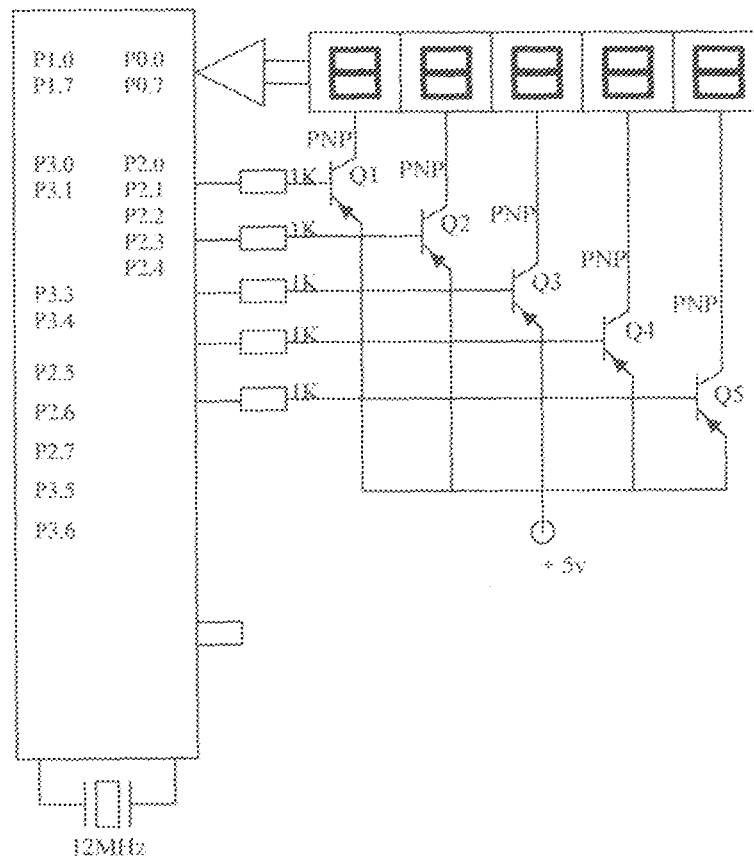 P1.0 P0.0
P1.7 P0.7
PNP
P3.0 P2.0 1K Q1 PNP
P3.1 P2.1
P2.2 1K Q2 PNP
P2.3
P2.4 PNP
P3.3 1K Q3
P3.4 PNP
1K Q4
P2.5
1K Q5
P2.6
P2.7
P3.5
P3.6
+ 5v
12MHz